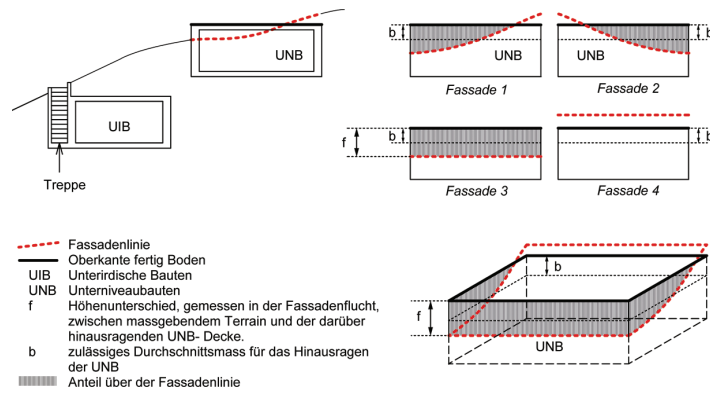 UNB
UIB
Treppe
b
UNB
Fassade 1
UNB
b
Fassade 2
f
b
Fassade 3
b
Fassade 4
Fassadenlinie
Oberkante fertig Boden
UIB Unterirdische Bauten
UNB Unterniveaubauten
f Höhenunterschied, gemessen in der Fassadenflucht,
zwischen massgebendem Terrain und der darüber
hinausragenden UNB- Decke.
b zulässiges Durchschnittsmass für das Hinausragen
der UNB
Anteil über der Fassadenlinie
b
f
UNB